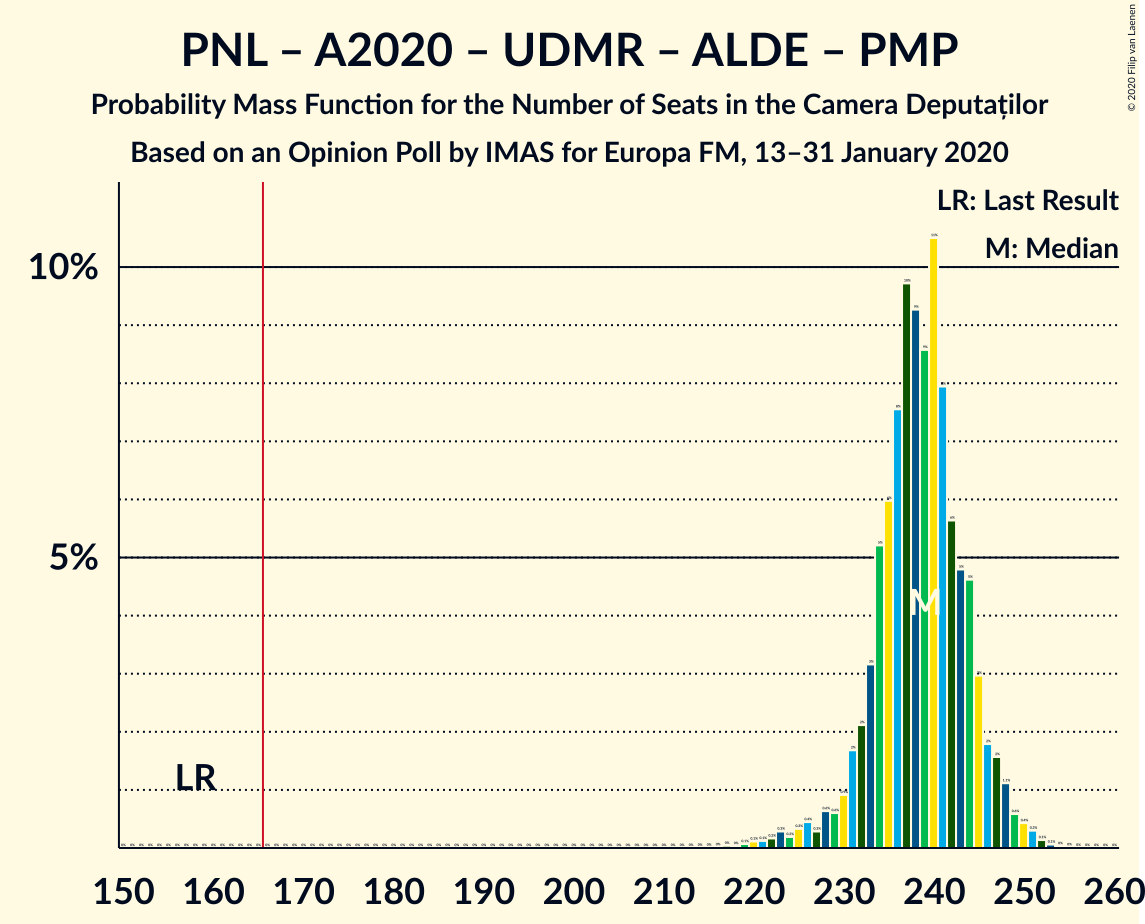 PNL – A2020 – UDMR – ALDE – PMP
Probability Mass Function for the Number of Seats in the Camera Deputaților
Based on an Opinion Poll by IMAS for Europa FM, 13–31 January 2020
© 2020 Filip van Laenen
LR: Last Result
M: Median
10%
5%
M
LR
150 160 170 180 190 200 210 220 230 240 250 260